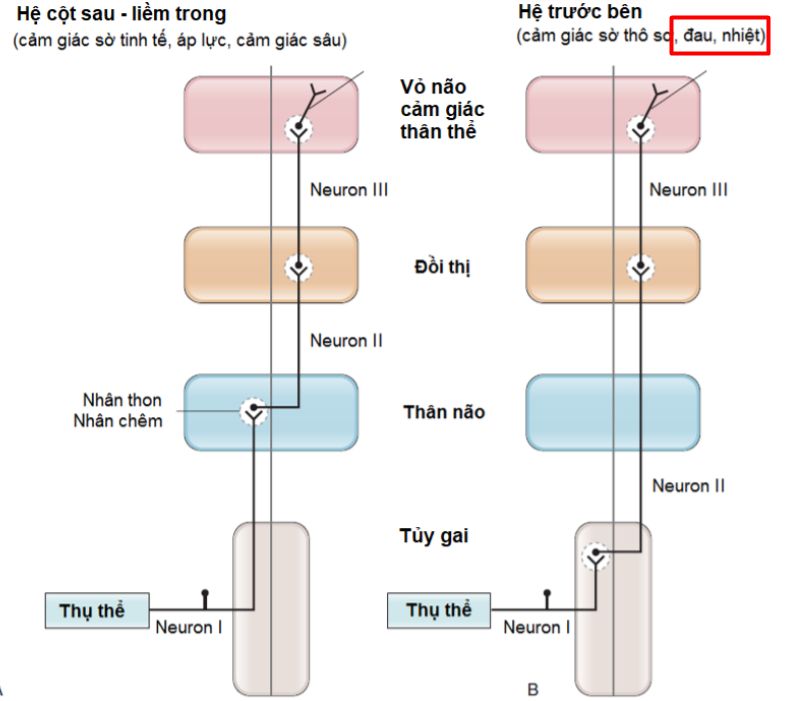 Hệ cột sau - liềm trong
(cảm giác sờ tinh tế, áp lực, cảm giác sâu)
Hệ trước bên
(cảm giác sờ thô sơ, đau, nhiệt)
Vỏ não
cảm giác
thân thể
Neuron III
Neuron III
Đồi thị
Neuron II
Nhân thon
Nhân chêm
Thân não
Neuron II
Tủy gai
Thụ thể
Neuron I
Thụ thể
Neuron I
B